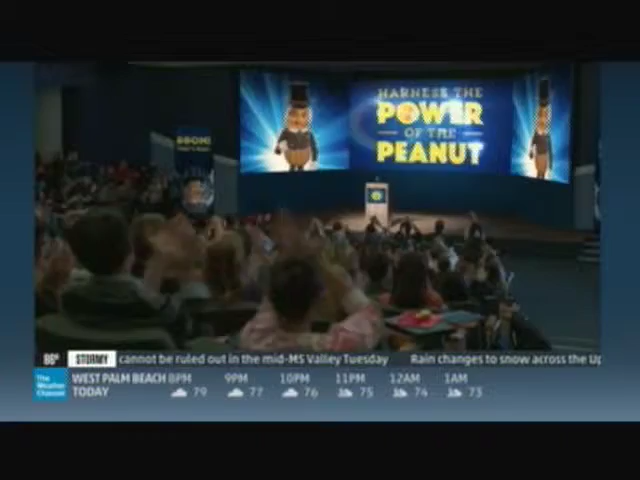 HARNESS THE
POWER
OF THE
PEANUT
86° STORMY cannot be ruled out in the mid-MS Valley Tuesday Rain changes to snow across the Up
The Weather Channel
WEST PALM BEACH 8PM 9PM 10PM 11PM 12AM 1AM
TODAY 79 77 76 75 74 73